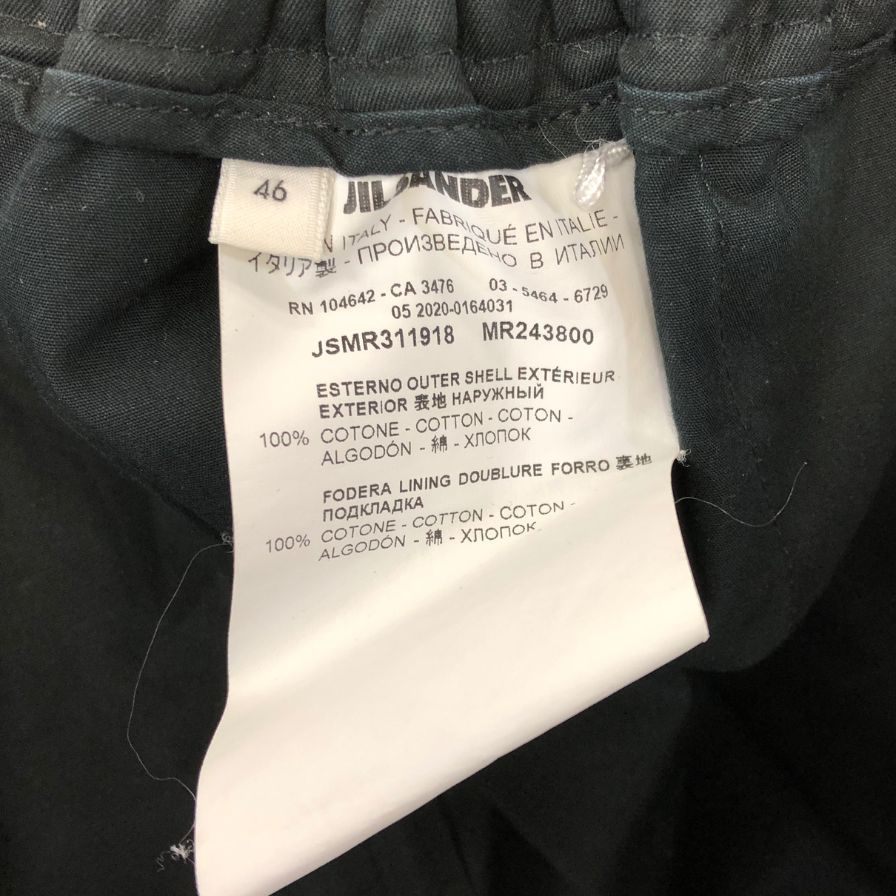 46
JIL SANDER
ITALY - FABRIQUÉ EN ITALIE -
イタリア製 - ПРОИЗВЕДЕНО В ИТАЛИИ
RN 104642 - CA 3476 03 - 5464 - 6729
05 2020-0164031
JSMR311918 MR243800
ESTERNO OUTER SHELL EXTÉRIEUR
EXTERIOR 表地 НАРУЖНЫЙ
100% COTONE - COTTON - COTON -
ALGODÓN - 綿 - ХЛОПОК
FODERA LINING DOUBLURE FORRO 裏地
ПОДКЛАДКА
100% COTONE - COTTON - COTON -
ALGODÓN - 綿 - ХЛОПОК